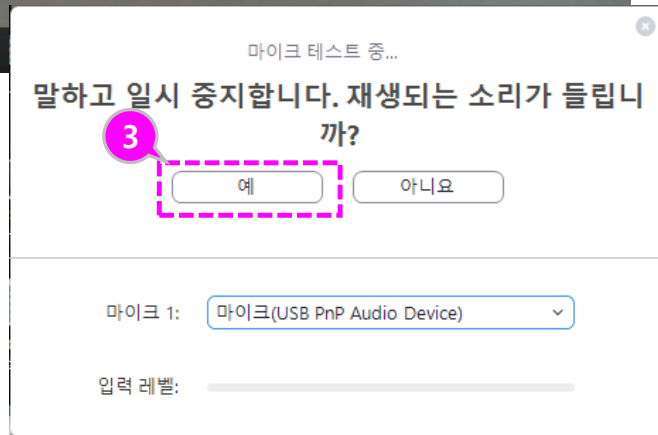 마이크 테스트 중...
말하고 일시 중지합니다. 재생되는 소리가 들립니
까?
3
예 아니요
마이크 1: 마이크(USB PnP Audio Device)
입력 레벨: